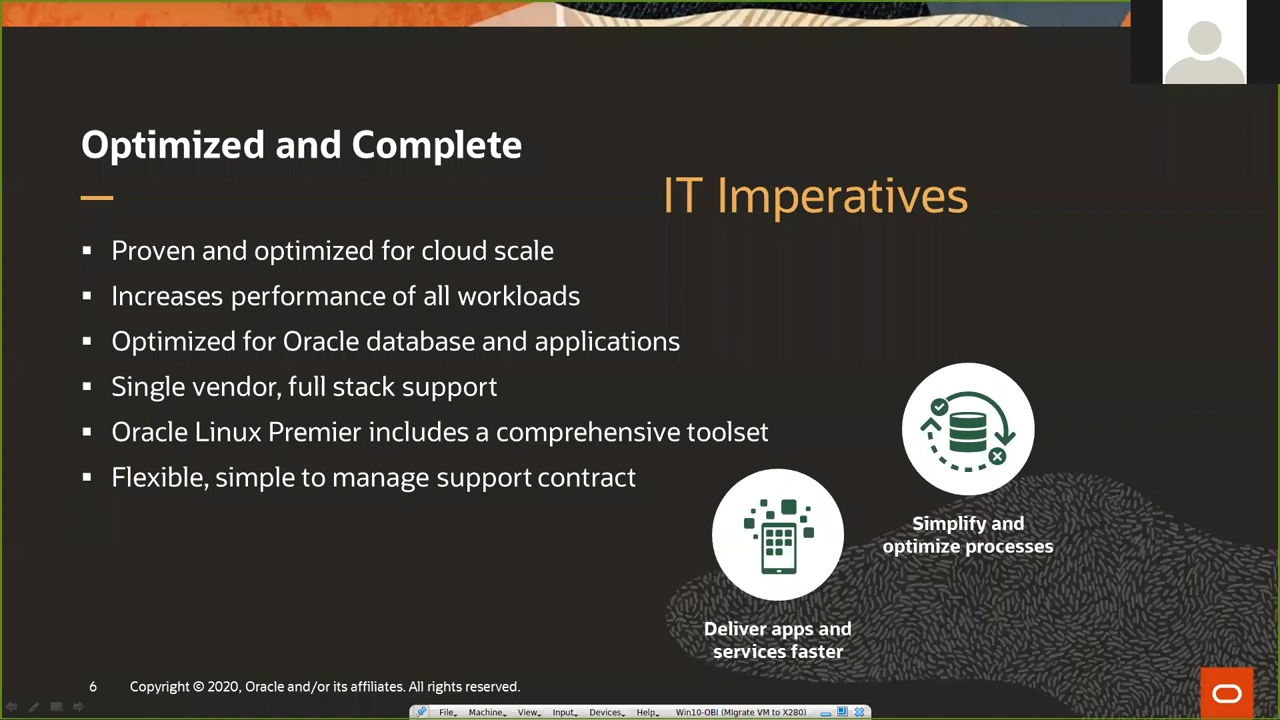 Optimized and Complete
IT Imperatives
▪ Proven and optimized for cloud scale
▪ Increases performance of all workloads
▪ Optimized for Oracle database and applications
▪ Single vendor, full stack support
▪ Oracle Linux Premier includes a comprehensive toolset
▪ Flexible, simple to manage support contract
Simplify and
optimize processes
Deliver apps and
services faster
6 Copyright © 2020, Oracle and/or its affiliates. All rights reserved.
File Machine View Input Devices Help Win10-OBI (MIgrate VM to X280)